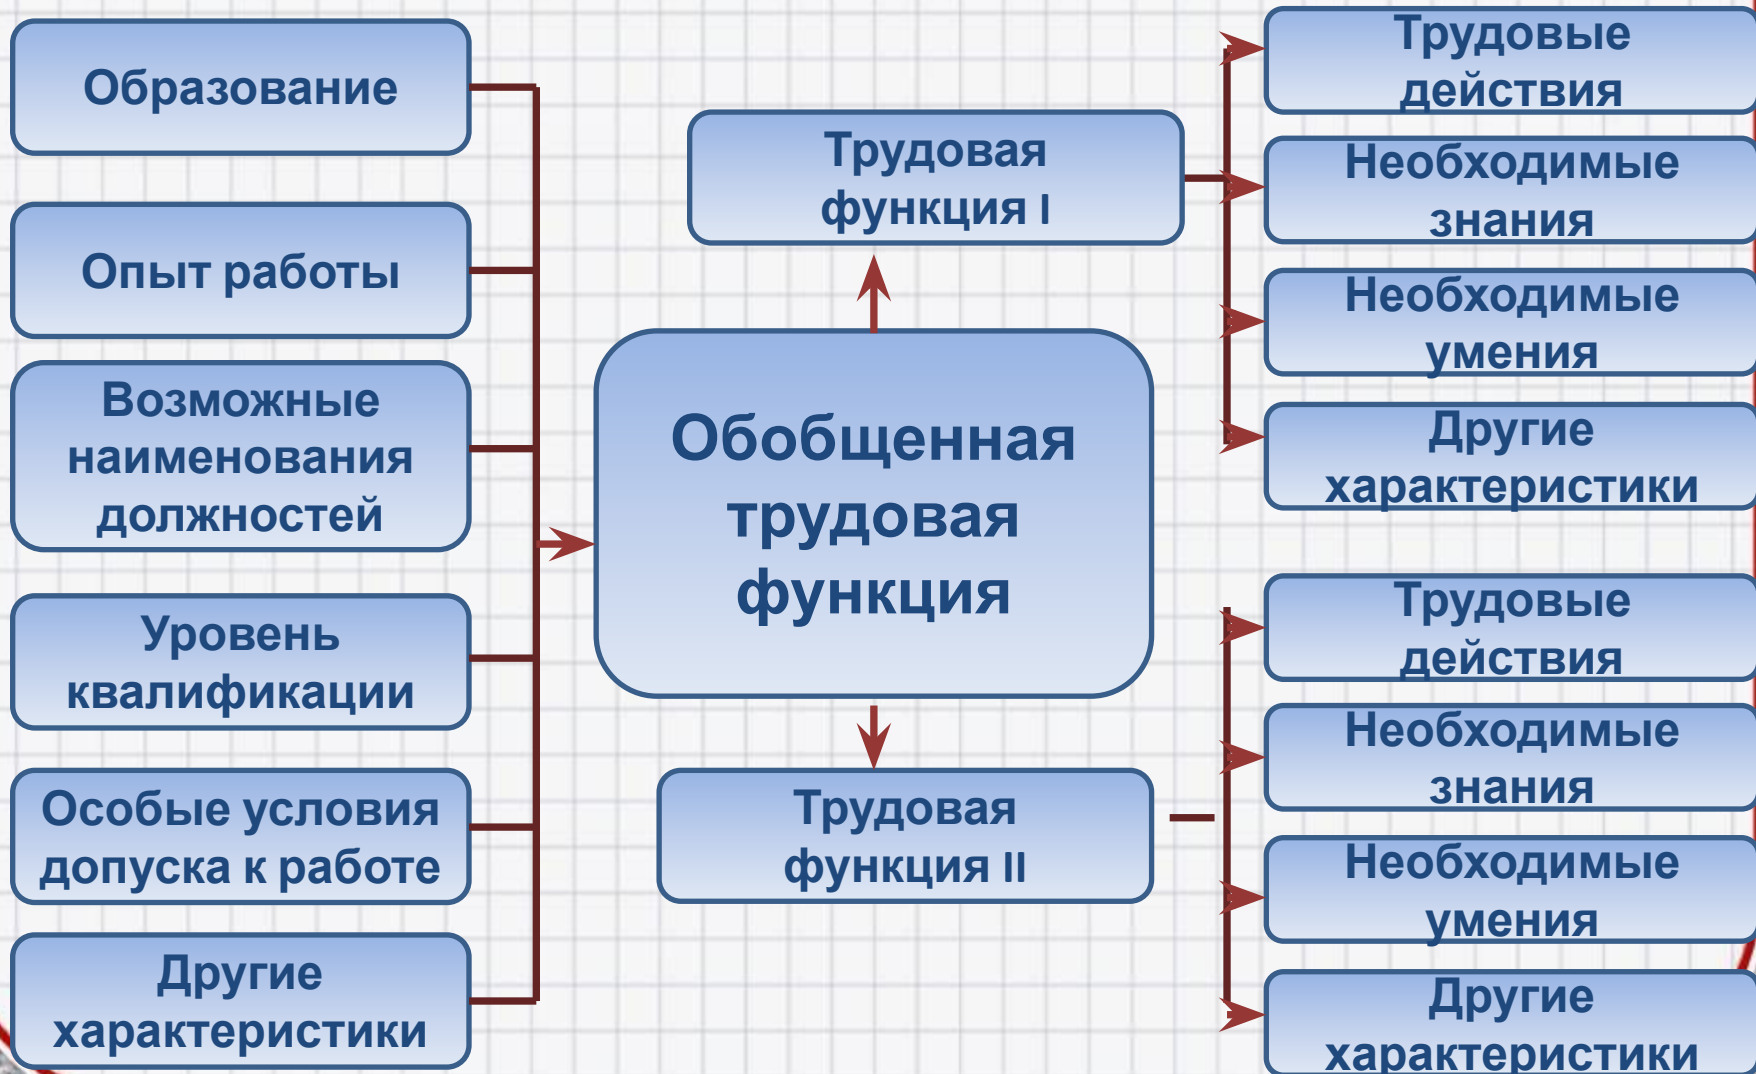 Образование
Опыт работы
Возможные
наименования
должностей
Уровень
квалификации
Особые условия
допуска к работе
Другие
характеристики
Трудовая
функция I
Обобщенная
трудовая
функция
Трудовая
функция II
Трудовые
действия
Необходимые
знания
Необходимые
умения
Другие
характеристики
Трудовые
действия
Необходимые
знания
Необходимые
умения
Другие
характеристики